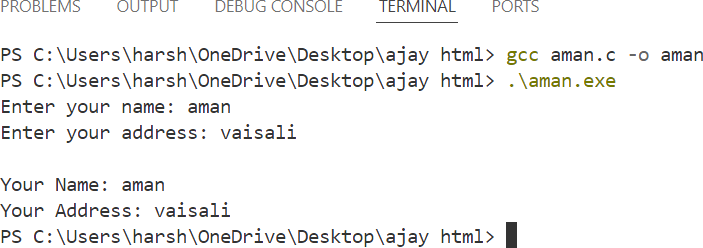 PROBLEMS OUTPUT DEBUG CONSOLE TERMINAL PORTS
PS C:\Users\harsh\OneDrive\Desktop\ajay html> gcc aman.c -o aman
PS C:\Users\harsh\OneDrive\Desktop\ajay html> .\aman.exe
Enter your name: aman
Enter your address: vaisali

Your Name: aman
Your Address: vaisali
PS C:\Users\harsh\OneDrive\Desktop\ajay html>